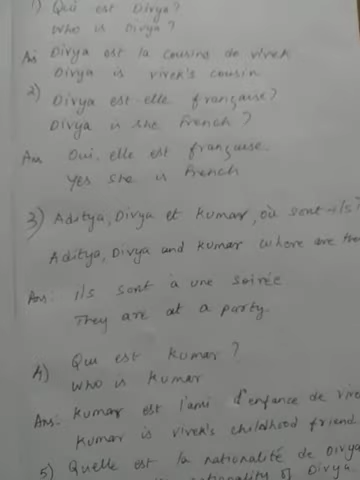 1) Qui est Divya?
Who is Divya?
Ans Divya est la cousine de vivek
Divya is vivek's cousin
2) Divya est elle française?
Divya is she French?
Ans Oui, elle est française.
Yes she is French
3) Aditya, Divya et Kumar, où sont-ils?
Aditya, Divya and Kumar where are
Ans: ils sont à une soirée.
They are at a party.
4) Qui est Kumar?
Who is Kumar
Ans: Kumar est l'ami d'enfance de
Kumar is vivek's childhood friend.
5) Quelle est la nationalité de Divya
nationality of Divya.